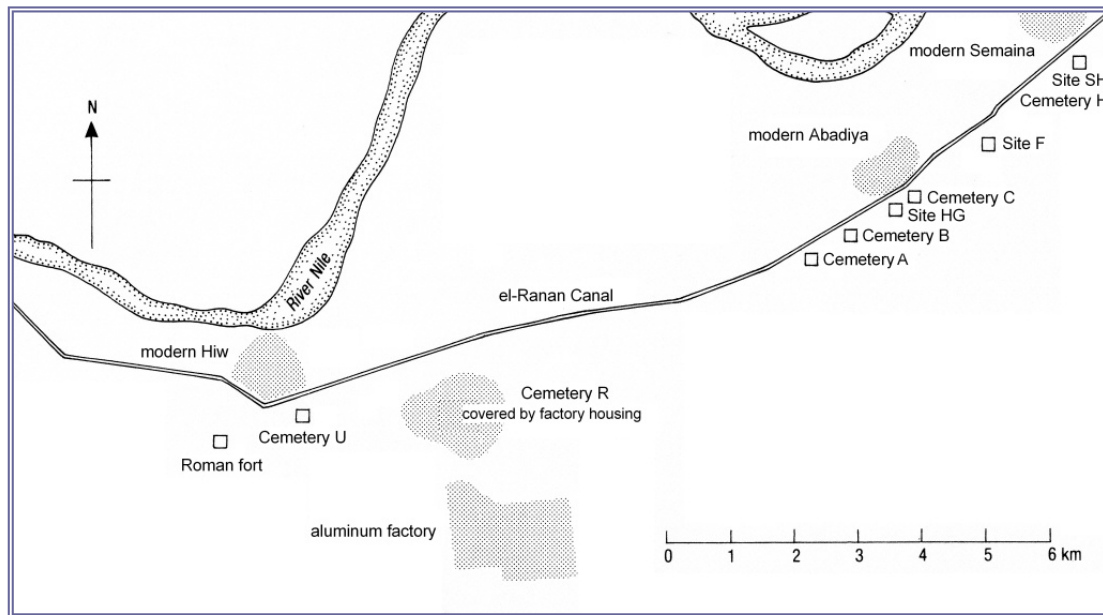 modern Semaina
Site SH
Cemetery H
N
modern Abadiya
Site F
Cemetery C
Site HG
Cemetery B
Cemetery A
River Nile
el-Ranan Canal
modern Hiw
Cemetery R
covered by factory housing
Cemetery U
Roman fort
aluminum factory
0 1 2 3 4 5 6 km